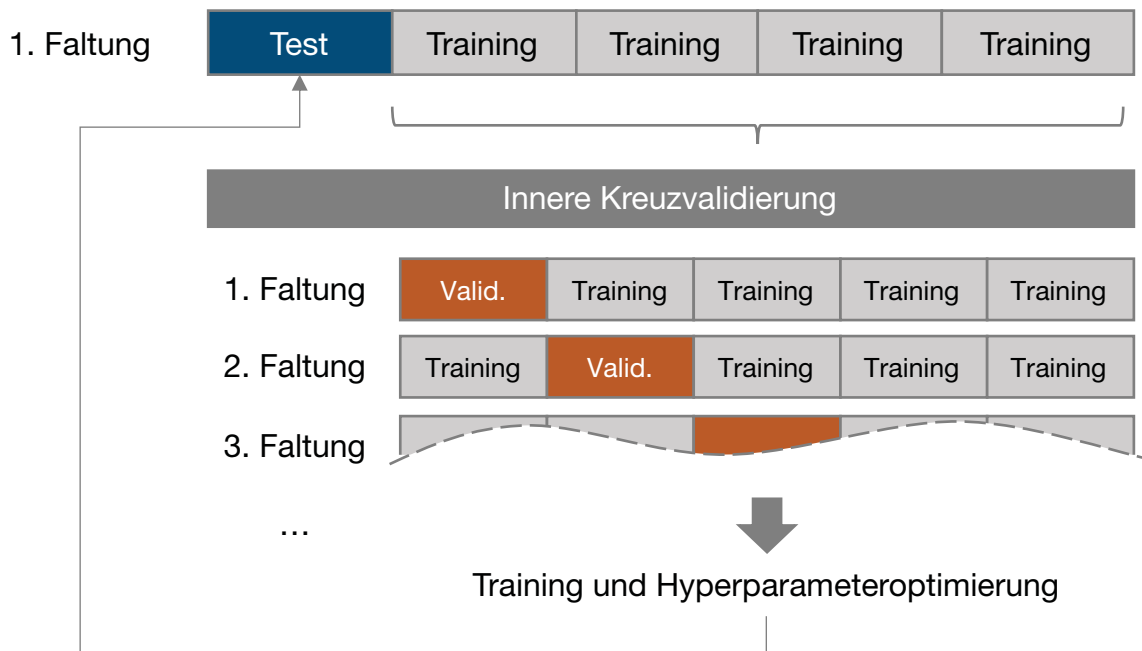 1. Faltung Test Training Training Training Training
Innere Kreuzvalidierung
1. Faltung Valid. Training Training Training Training
2. Faltung Training Valid. Training Training Training
3. Faltung
…
Training und Hyperparameteroptimierung